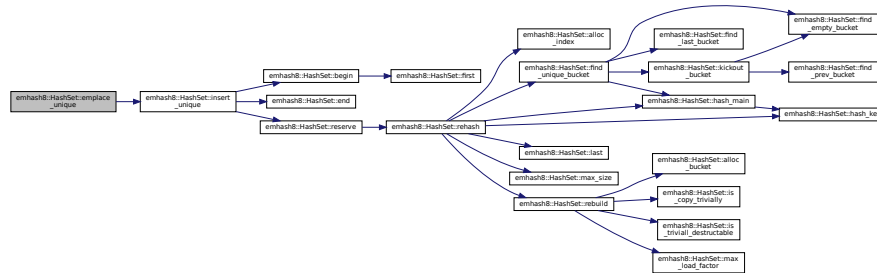 emhash8::HashSet::emplace
_unique
emhash8::HashSet::insert
_unique
emhash8::HashSet::begin
emhash8::HashSet::end
emhash8::HashSet::reserve
emhash8::HashSet::first
emhash8::HashSet::rehash
emhash8::HashSet::alloc
_index
emhash8::HashSet::find
_unique_bucket
emhash8::HashSet::last
emhash8::HashSet::max_size
emhash8::HashSet::rebuild
emhash8::HashSet::find
_last_bucket
emhash8::HashSet::kickout
_bucket
emhash8::HashSet::hash_main
emhash8::HashSet::alloc
_bucket
emhash8::HashSet::is
_copy_trivially
emhash8::HashSet::is
_triviall_destructable
emhash8::HashSet::max
_load_factor
emhash8::HashSet::find
_empty_bucket
emhash8::HashSet::find
_prev_bucket
emhash8::HashSet::hash_key